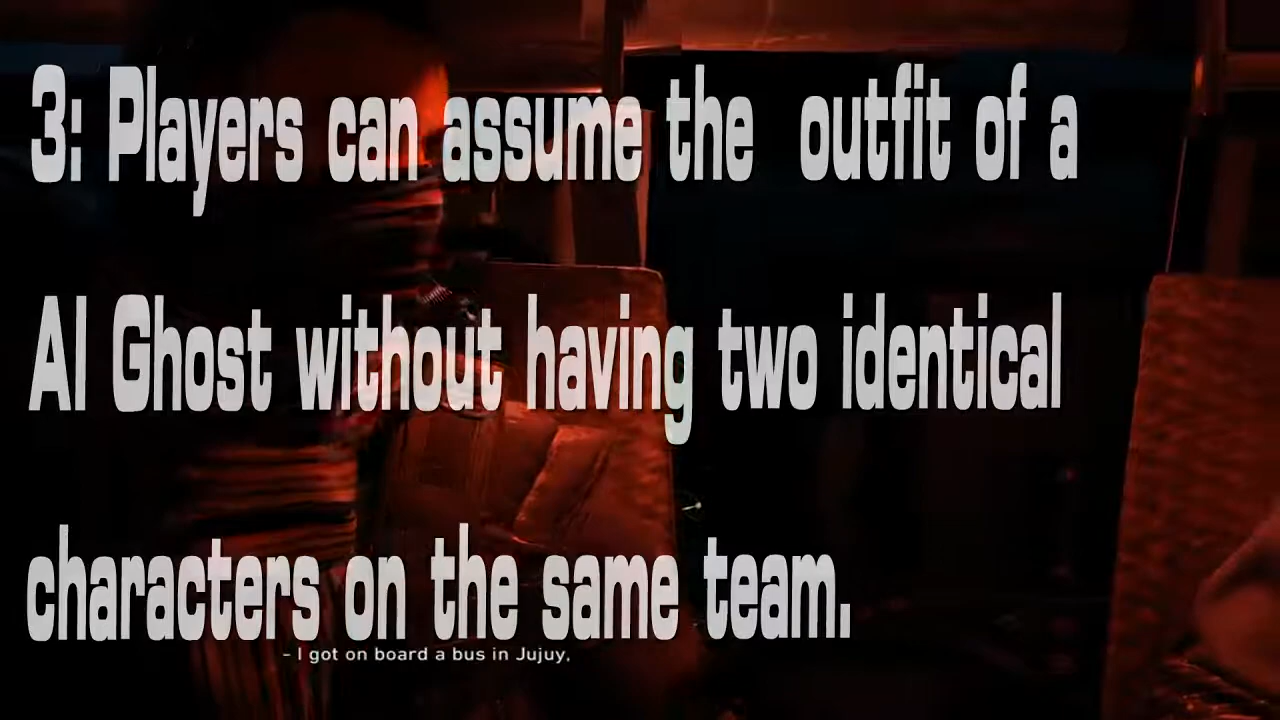 3: Players can assume the  outfit of a
AI Ghost without having two identical
characters on the same team.
- I got on board a bus in Jujuy,